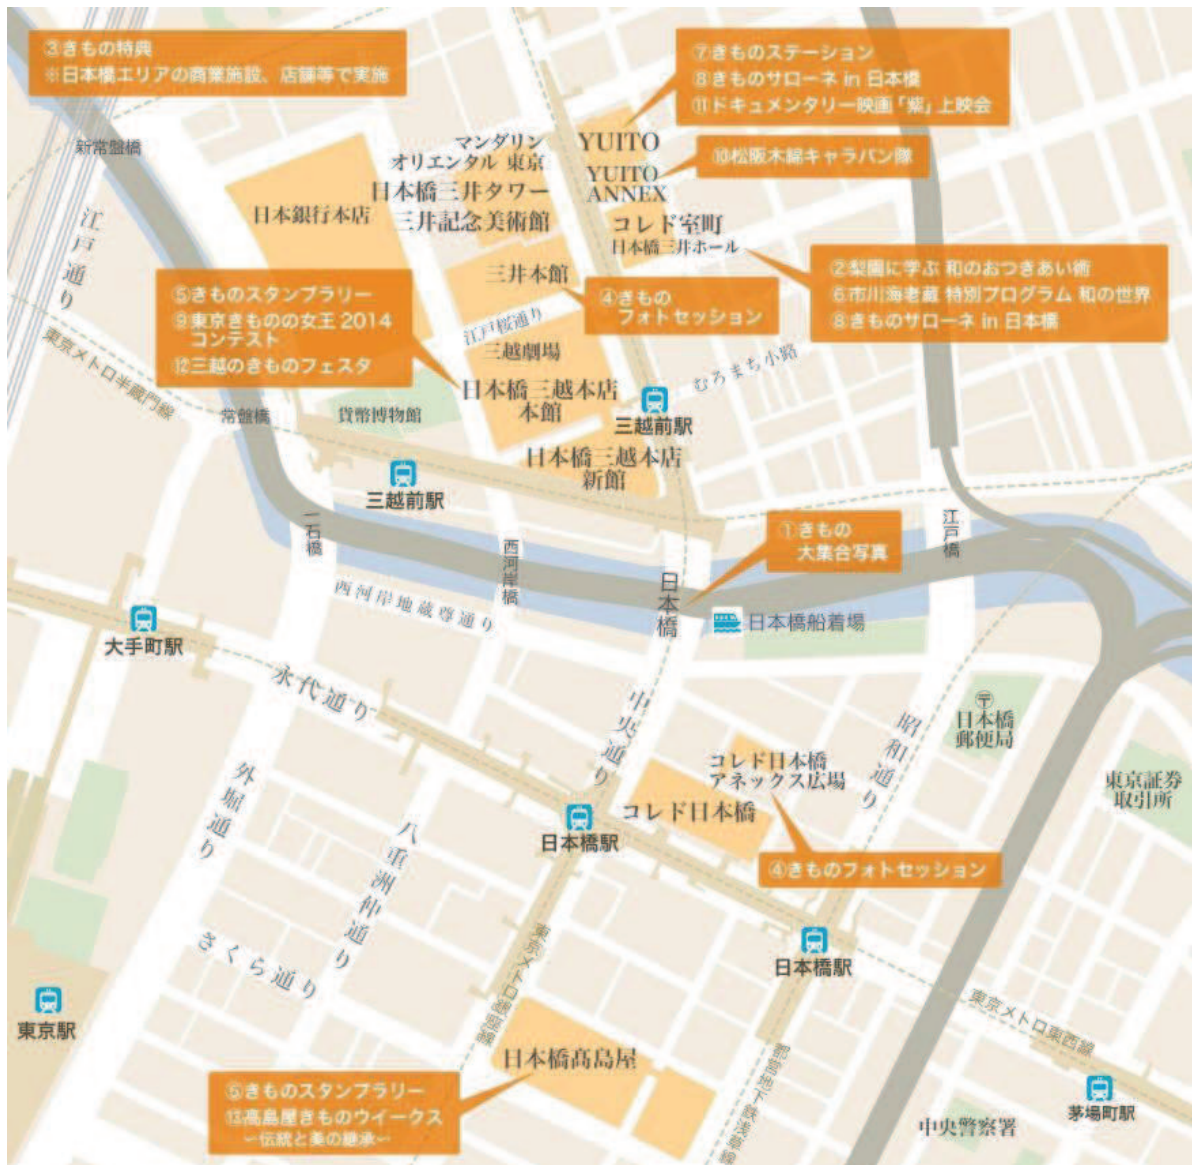 ③きもの特典
※日本橋エリアの商業施設、店舗等で実施
⑦きものステーション
⑧きものサローネ in 日本橋
⑪ドキュメンタリー映画「紫」上映会
新常盤橋
マンダリン
オリエンタル 東京
YUITO
⑩松阪木綿キャラバン隊
YUITO
ANNEX
日本橋三井タワー
三井記念美術館
日本銀行本店
江戸通り
コレド室町
日本橋三井ホール
②梨園に学ぶ 和のおつきあい術
⑥市川海老蔵 特別プログラム 和の世界
⑧きものサローネ in 日本橋
三井本館
④きもの
フォトセッション
⑤きものスタンプラリー
⑨東京きものの女王 2014
コンテスト
⑫三越のきものフェスタ
江戸桜通り
三越劇場
むろまち小路
東京メトロ半蔵門線
日本橋三越本店
本館
常盤橋
貨幣博物館
三越前駅
日本橋三越本店
新館
三越前駅
一石橋
西河岸橋
①きもの
大集合写真
江戸橋
日本橋
西河岸地蔵尊通り
日本橋船着場
大手町駅
永代通り
中央通り
昭和通り
〒
日本橋
郵便局
コレド日本橋
アネックス広場
東京証券
取引所
外堀通り
コレド日本橋
八重洲仲通り
日本橋駅
④きものフォトセッション
さくら通り
東京メトロ銀座線
日本橋駅
東京駅
東京メトロ東西線
日本橋髙島屋
都営地下鉄浅草線
⑤きものスタンプラリー
⑬髙島屋きものウイークス
〜伝統と美の継承〜
茅場町駅
中央警察署